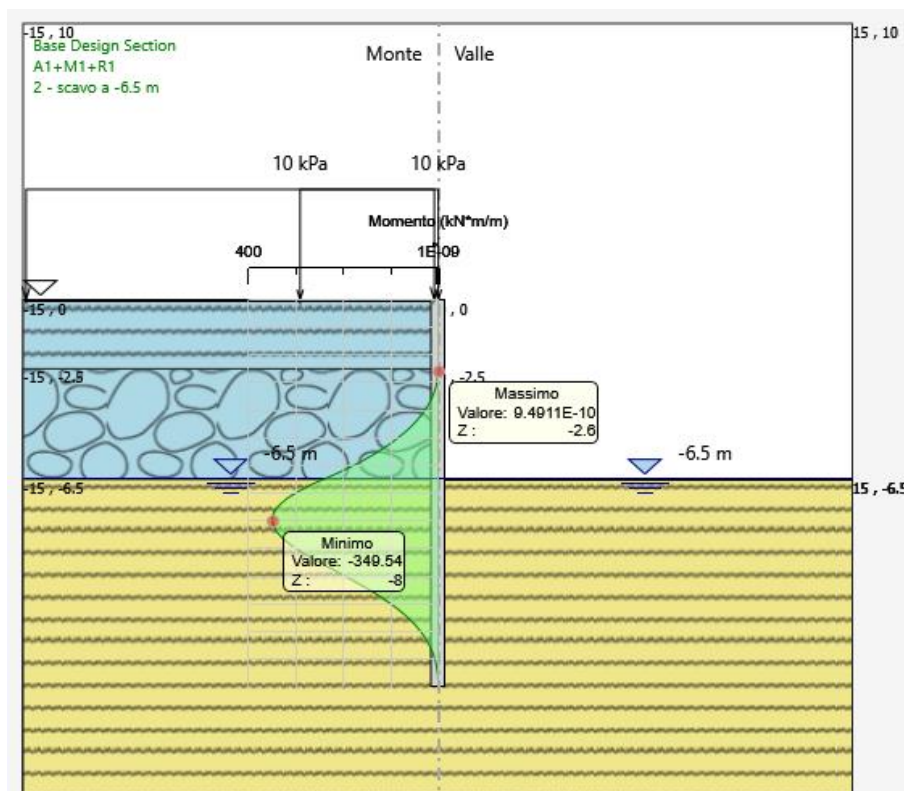 -15 , 10
15 , 10
Base Design Section
A1+M1+R1
2 - scavo a -6.5 m
Monte
Valle
10 kPa
10 kPa
Momento (kN*m/m)
400
1E-09
-15 , 0
, 0
-15 , -2.5
, -2.5
Massimo
Valore: 9.4911E-10
Z : -2.6
-6.5 m
-6.5 m
-15 , -6.5
15 , -6.5
Minimo
Valore: -349.54
Z : -8